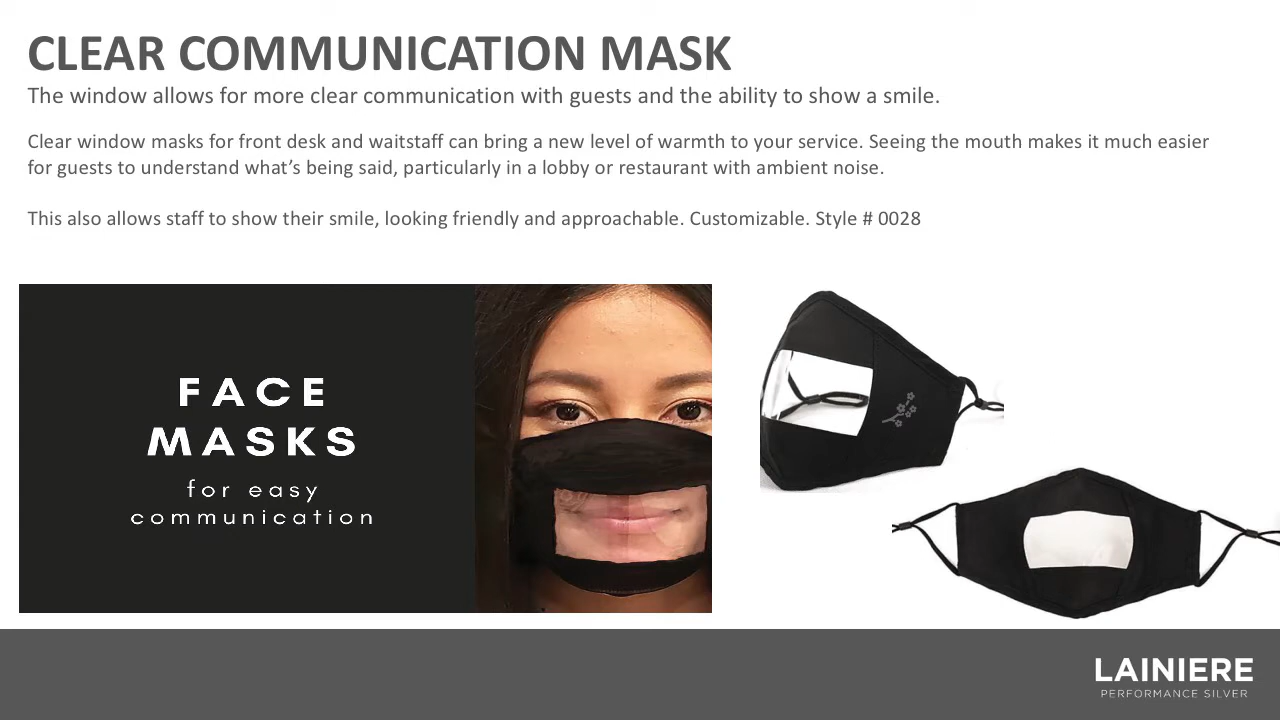 CLEAR COMMUNICATION MASK
The window allows for more clear communication with guests and the ability to show a smile.
Clear window masks for front desk and waitstaff can bring a new level of warmth to your service. Seeing the mouth makes it much easier
for guests to understand what’s being said, particularly in a lobby or restaurant with ambient noise.
This also allows staff to show their smile, looking friendly and approachable. Customizable. Style # 0028
FACE
MASKS
for easy
communication
LAINIERE
PERFORMANCE SILVER